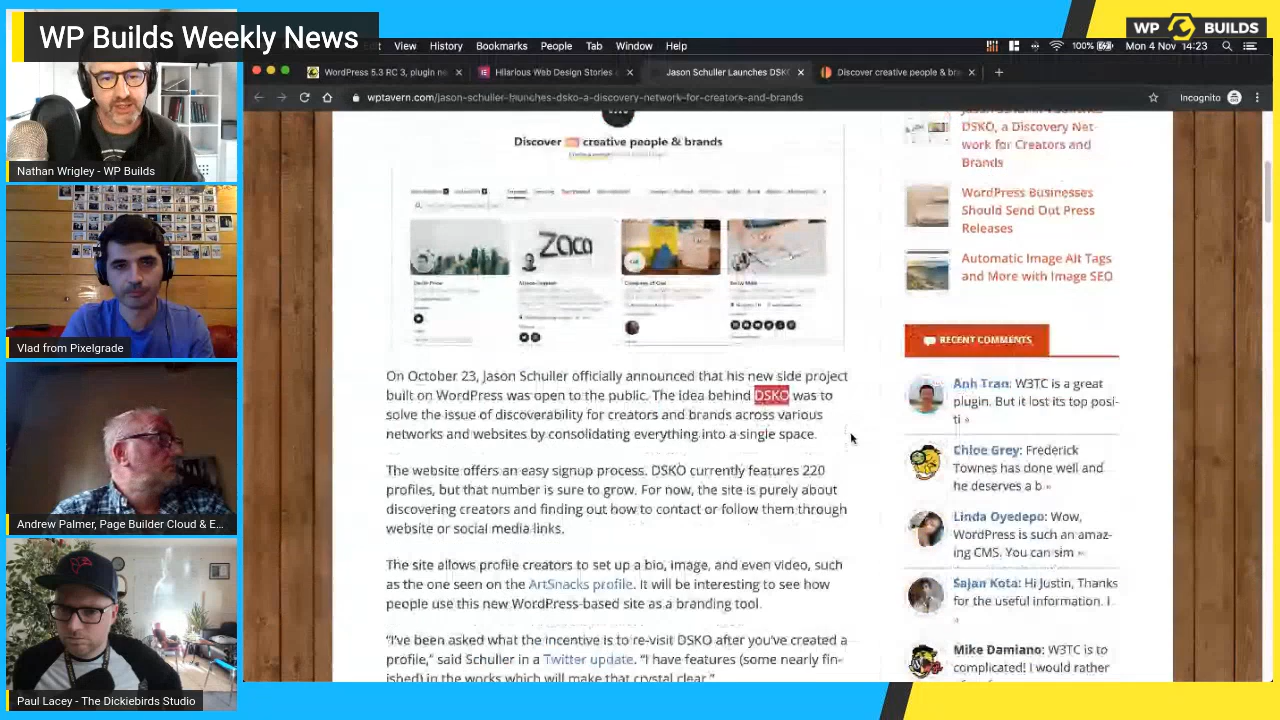 WP Builds Weekly News
WP BUILDS
View History Bookmarks People Tab Window Help
100% Mon 4 Nov 14:23
WordPress 5.3 RC 3, plugin ne
Hilarious Web Design Stories
Jason Schuller Launches DSKO
Discover creative people & bra
wptavern.com/jason-schuller-launches-dsko-a-discovery-network-for-creators-and-brands
Incognito
Nathan Wrigley - WP Builds
Vlad from Pixelgrade
Andrew Palmer, Page Builder Cloud & E...
Paul Lacey - The Dickiebirds Studio
Discover creative people & brands
zaca
On October 23, Jason Schuller officially announced that his new side project
built on WordPress was open to the public. The idea behind DSKO was to
solve the issue of discoverability for creators and brands across various
networks and websites by consolidating everything into a single space.
The website offers an easy signup process. DSKO currently features 220
profiles, but that number is sure to grow. For now, the site is purely about
discovering creators and finding out how to contact or follow them through
website or social media links.
The site allows profile creators to set up a bio, image, and even video, such
as the one seen on the ArtSnacks profile. It will be interesting to see how
people use this new WordPress-based site as a branding tool.
“I’ve been asked what the incentive is to re-visit DSKO after you’ve created a
profile,” said Schuller in a Twitter update. “I have features (some nearly fin-
ished) in the works which will make that crystal clear.”
DSKO, a Discovery Net-
work for Creators and
Brands
WordPress Businesses
Should Send Out Press
Releases
Automatic Image Alt Tags
and More with Image SEO
RECENT COMMENTS
Anh Tran: W3TC is a great
plugin. But it lost its top posi-
ti »
Chloe Grey: Frederick
Townes has done well and
he deserves a b »
Linda Oyedepo: Wow,
WordPress is such an amaz-
ing CMS. You can sim »
Sajan Kota: Hi Justin, Thanks
for the useful information. I
Mike Damiano: W3TC is to
complicated! I would rather